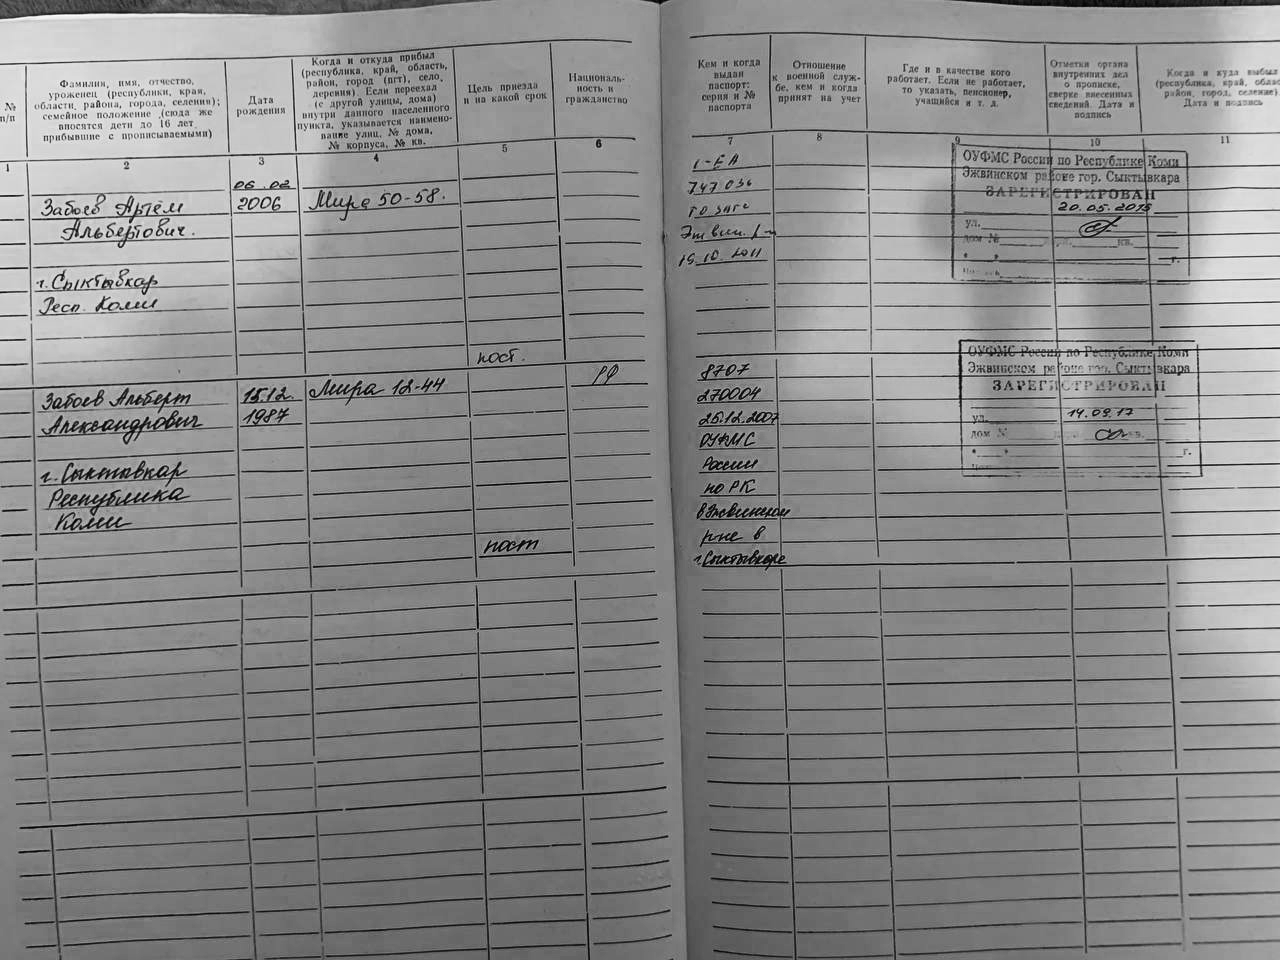 №
п/п
Фамилия, имя, отчество,
уроженец (республики, края,
области, района, города, селения);
семейное положение (сюда же
вносятся дети до 16 лет,
прибывшие с прописываемыми)
Дата
рождения
Когда и откуда прибыл
(республика, край, область,
район, город (пгт), село,
деревня). Если переехал
(с другой улицы, дома)
внутри данного населенного
пункта, указывается наимено-
вание улиц, № дома,
№ корпуса, № кв.
Цель приезда
и на какой срок
Националь-
ность и
гражданство
1 2 3 4 5 6
06.02
Забоев Артём 2006 Мира 50-58.
Альбертович.
г. Сыктывкар
Респ. Коми
пост.
РФ
Забоев Альберт 15.12. Мира 12-44
Александрович 1987
г. Сыктывкар
Республика
Коми
пост
Кем и когда
выдан
паспорт:
серия и №
паспорта
Отношение
к военной служ-
бе, кем и когда
принят на учет
Где и в качестве кого
работает. Если не работает,
то указать, пенсионер,
учащийся и т. д.
Отметки органа
внутренних дел
о прописке,
сверке внесенных
сведений. Дата и
подпись
Когда и куда выбыл
(республика, край, облас
район, город, селение).
Дата и подпись
7 8 9 10 11
I-ЕА
747 036
ТО ЗАГС
Эжвин. р-н
19.10.2011
ОУФМС России по Республике Коми
Эжвинском районе гор. Сыктывкара
ЗАРЕГИСТРИРОВАН
20.05.2015
ул.
дом № кв.
г.
8707
270004
25.12.2007
ОУФМС
России
по РК
в Эжвинском
р-не в
г. Сыктывкаре
ОУФМС России по Республике Коми
Эжвинском районе гор. Сыктывкара
ЗАРЕГИСТРИРОВАН
14.09.17
ул.
дом № кв.
г.